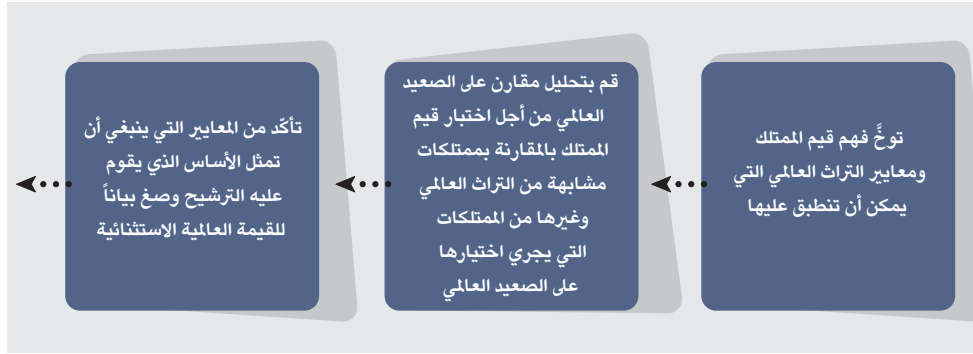 توخَّ فهم قيم الممتلك
ومعايير التراث العالمي التي
يمكن أن تنطبق عليها
قم بتحليل مقارن على الصعيد
العالمي من أجل اختبار قيم
الممتلك بالمقارنة بممتلكات
مشابهة من التراث العالمي
وغيرها من الممتلكات
التي يجري اختيارها
على الصعيد العالمي
تأكّد من المعايير التي ينبغي أن
تمثل الأساس الذي يقوم
عليه الترشيح وصغ بياناً
للقيمة العالمية الاستثنائية